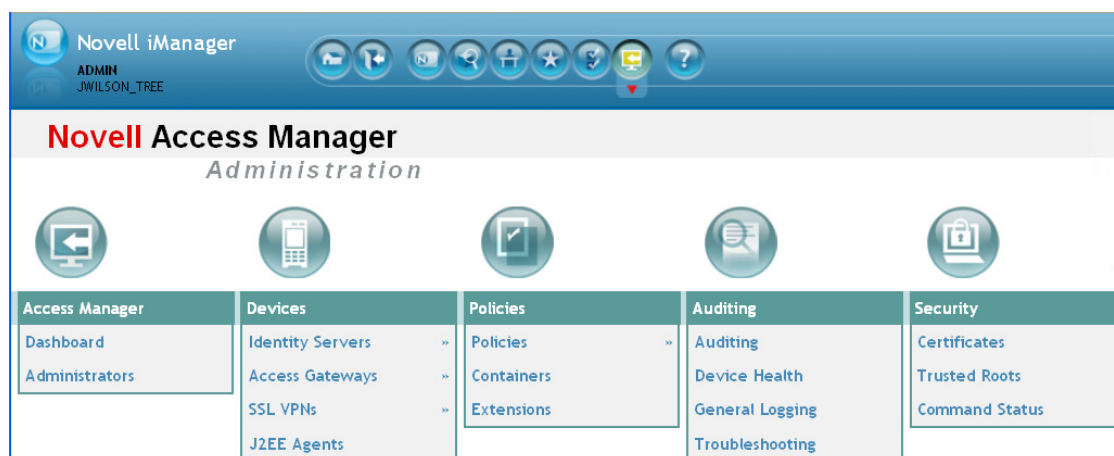 Novell iManager
ADMIN
JWILSON_TREE
Novell Access Manager
Administration
Access Manager
Dashboard
Administrators
Devices
Identity Servers »
Access Gateways »
SSL VPNs »
J2EE Agents
Policies
Policies »
Containers
Extensions
Auditing
Auditing
Device Health
General Logging
Troubleshooting
Security
Certificates
Trusted Roots
Command Status